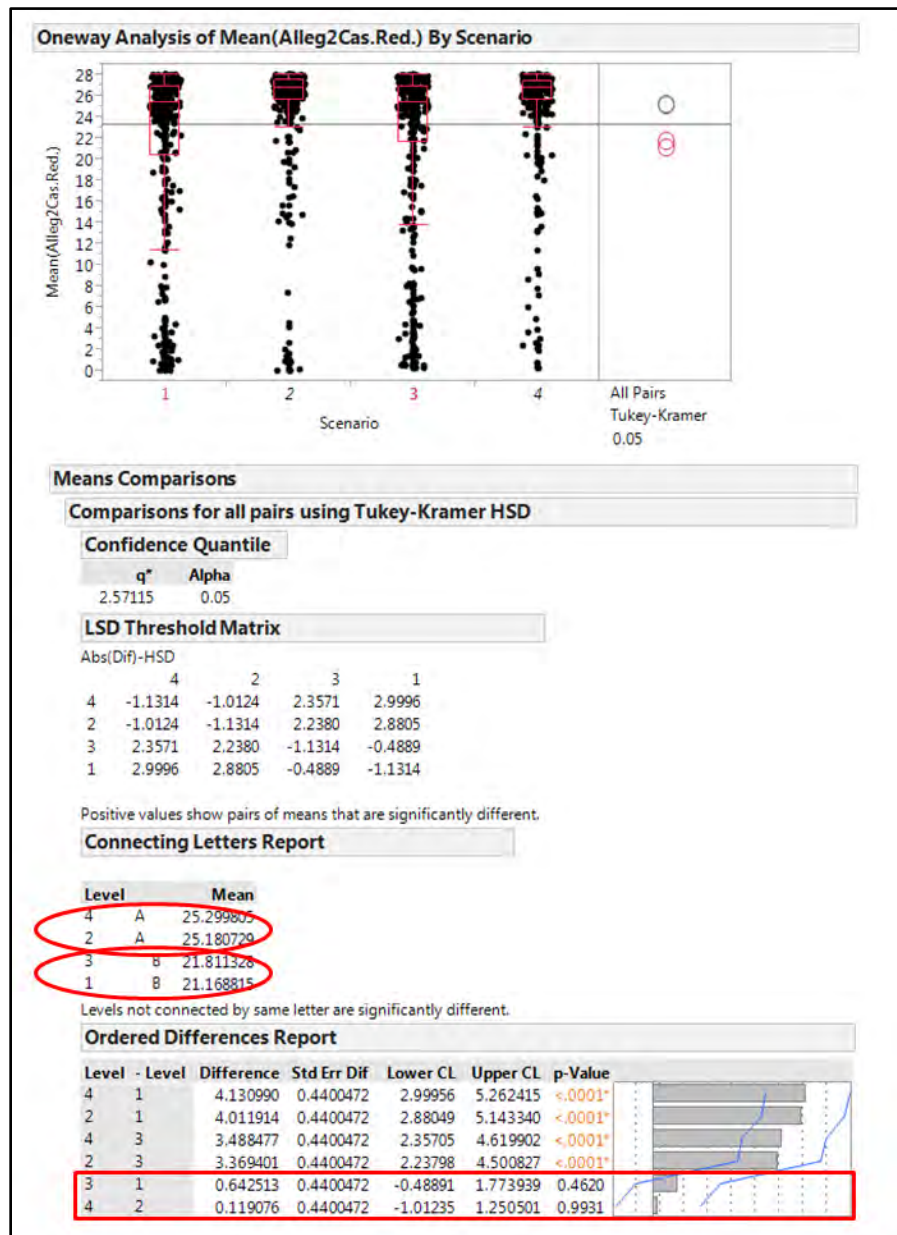 Oneway Analysis of Mean(Alleg2Cas.Red.) By Scenario
28
26
24
22
20
18
16
14
12
10
8
6
4
2
0
Mean(Alleg2Cas.Red.)
1 2 3 4
Scenario
All Pairs
Tukey-Kramer
0.05
Means Comparisons
Comparisons for all pairs using Tukey-Kramer HSD
Confidence Quantile
q* Alpha
2.57115 0.05
LSD Threshold Matrix
Abs(Dif)-HSD
4 2 3 1
4 -1.1314 -1.0124 2.3571 2.9996
2 -1.0124 -1.1314 2.2380 2.8805
3 2.3571 2.2380 -1.1314 -0.4889
1 2.9996 2.8805 -0.4889 -1.1314
Positive values show pairs of means that are significantly different.
Connecting Letters Report
Level Mean
4 A 25.299805
2 A 25.180729
3 B 21.811328
1 B 21.168815
Levels not connected by same letter are significantly different.
Ordered Differences Report
Level - Level Difference Std Err Dif Lower CL Upper CL p-Value
4 1 4.130990 0.4400472 2.99956 5.262415 <.0001*
2 1 4.011914 0.4400472 2.88049 5.143340 <.0001*
4 3 3.488477 0.4400472 2.35705 4.619902 <.0001*
2 3 3.369401 0.4400472 2.23798 4.500827 <.0001*
3 1 0.642513 0.4400472 -0.48891 1.773939 0.4620
4 2 0.119076 0.4400472 -1.01235 1.250501 0.9931